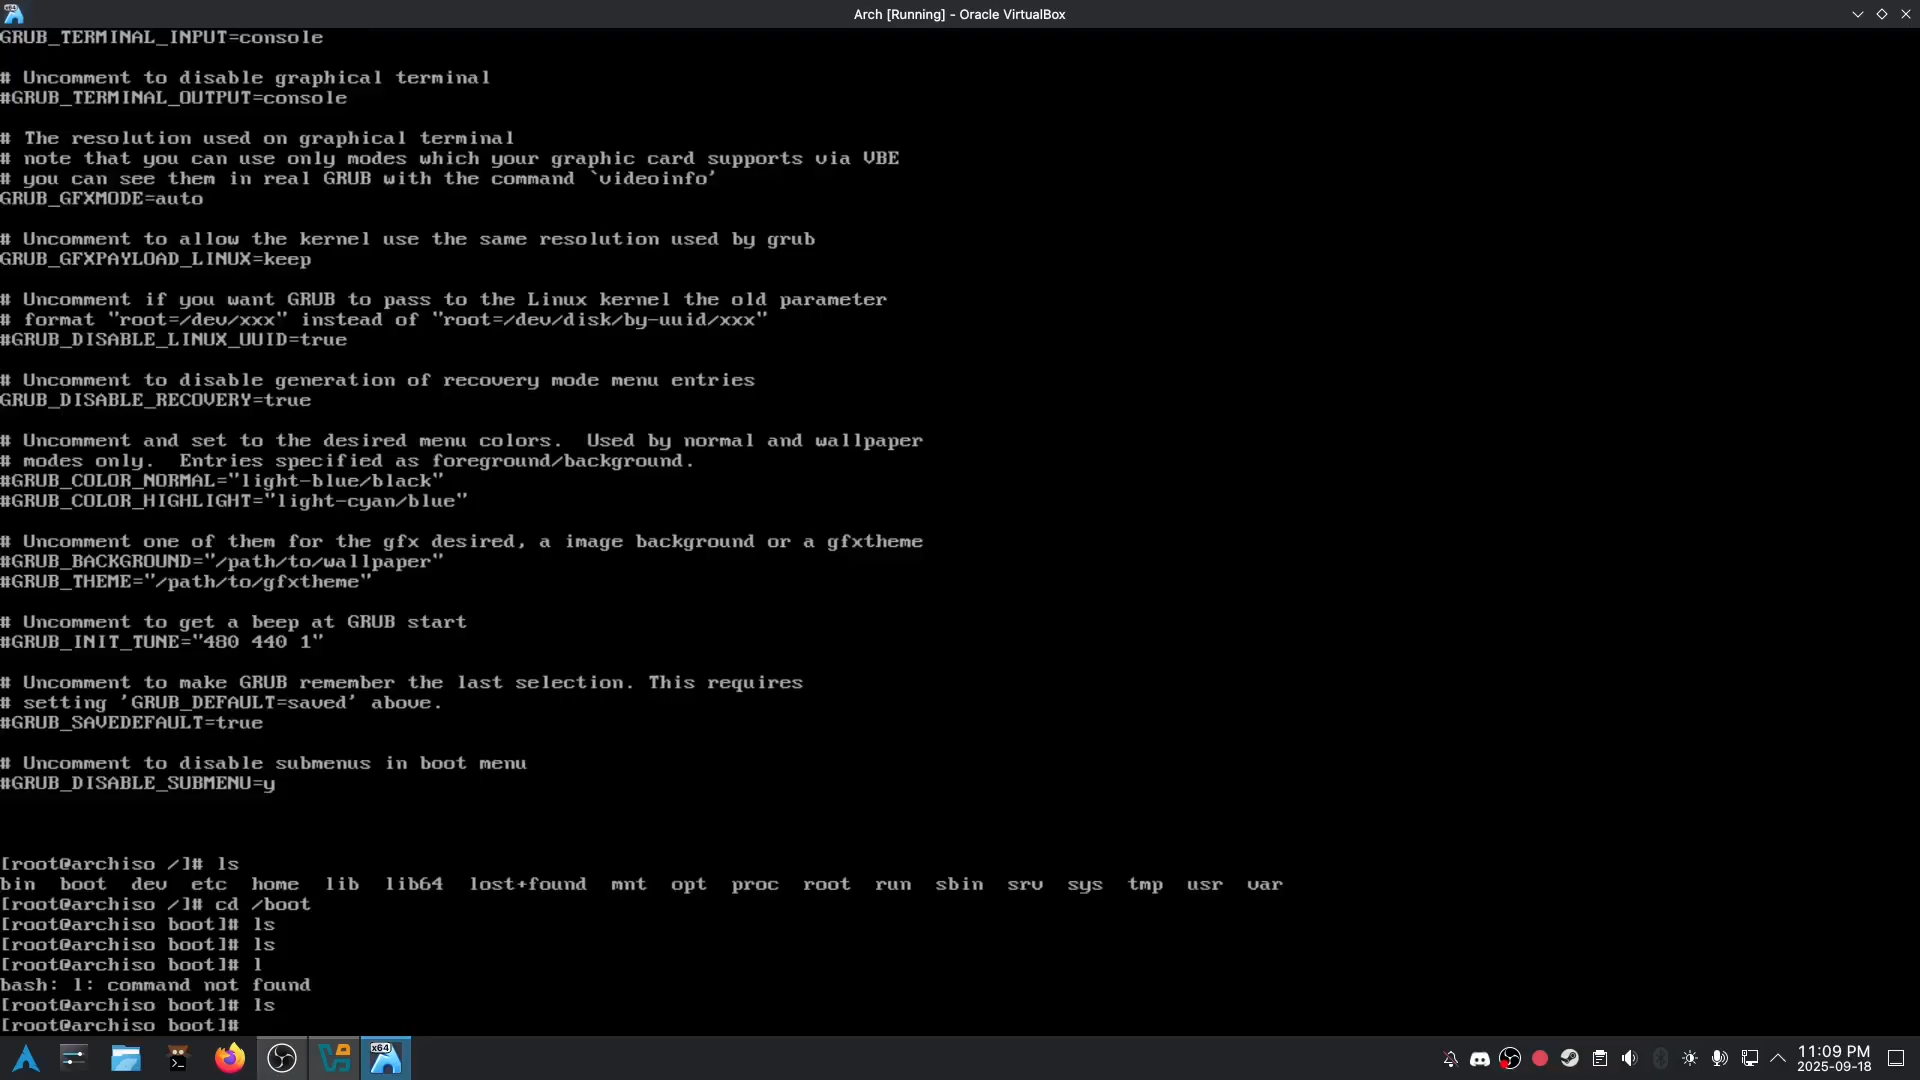 Arch [Running] - Oracle VirtualBox
GRUB_TERMINAL_INPUT=console
# Uncomment to disable graphical terminal
#GRUB_TERMINAL_OUTPUT=console
# The resolution used on graphical terminal
# note that you can use only modes which your graphic card supports via VBE
# you can see them in real GRUB with the command `videoinfo'
GRUB_GFXMODE=auto
# Uncomment to allow the kernel use the same resolution used by grub
GRUB_GFXPAYLOAD_LINUX=keep
# Uncomment if you want GRUB to pass to the Linux kernel the old parameter
# format "root=/dev/xxx" instead of "root=/dev/disk/by-uuid/xxx"
#GRUB_DISABLE_LINUX_UUID=true
# Uncomment to disable generation of recovery mode menu entries
GRUB_DISABLE_RECOVERY=true
# Uncomment and set to the desired menu colors.  Used by normal and wallpaper
# modes only.  Entries specified as foreground/background.
#GRUB_COLOR_NORMAL="light-blue/black"
#GRUB_COLOR_HIGHLIGHT="light-cyan/blue"
# Uncomment one of them for the gfx desired, a image background or a gfxtheme
#GRUB_BACKGROUND="/path/to/wallpaper"
#GRUB_THEME="/path/to/gfxtheme"
# Uncomment to get a beep at GRUB start
#GRUB_INIT_TUNE="480 440 1"
# Uncomment to make GRUB remember the last selection. This requires
# setting 'GRUB_DEFAULT=saved' above.
#GRUB_SAVEDEFAULT=true
# Uncomment to disable submenus in boot menu
#GRUB_DISABLE_SUBMENU=y
[root@archiso /]# ls
bin  boot  dev  etc  home  lib  lib64  lost+found  mnt  opt  proc  root  run  sbin  srv  sys  tmp  usr  var
[root@archiso /]# cd /boot
[root@archiso boot]# ls
[root@archiso boot]# ls
[root@archiso boot]# l
bash: l: command not found
[root@archiso boot]# ls
[root@archiso boot]#
x64
11:09 PM
2025-09-18